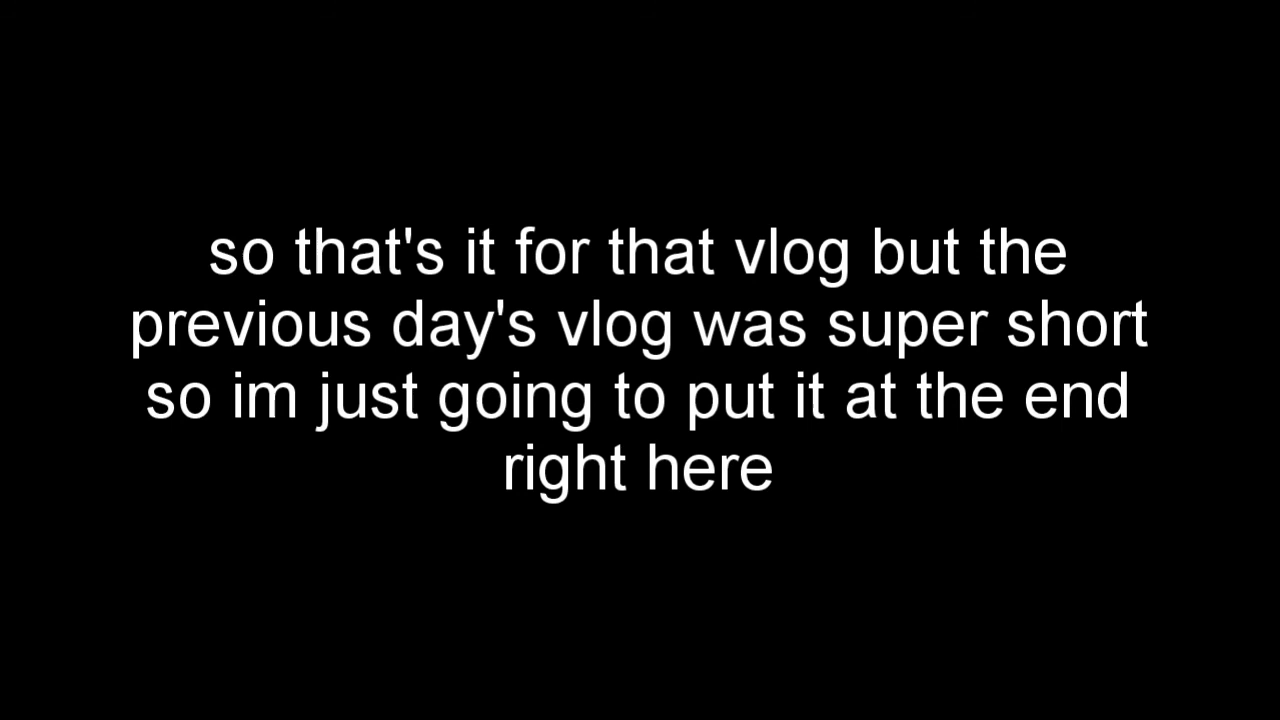 so that's it for that vlog but the
previous day's vlog was super short
so im just going to put it at the end
right here